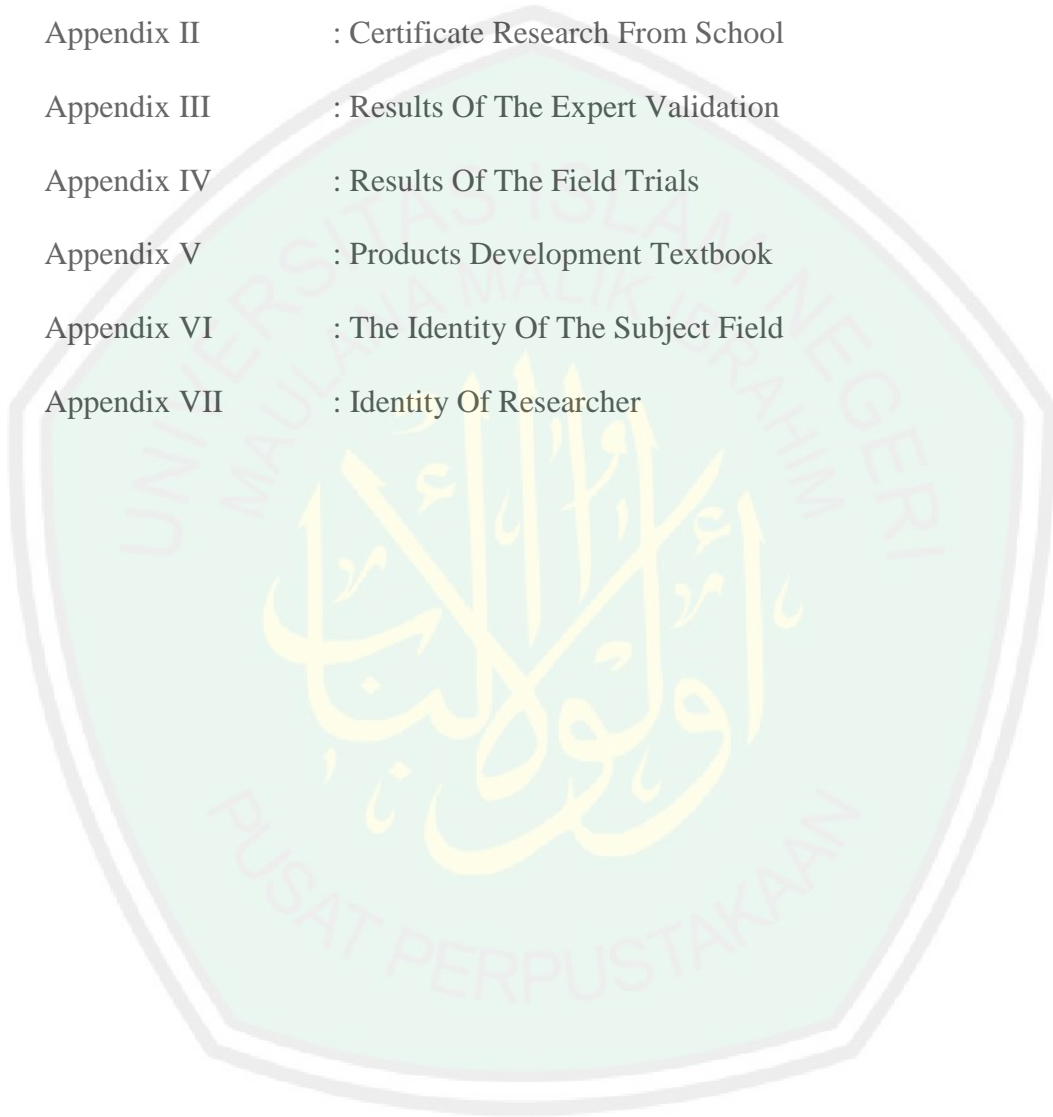 Appendix II : Certificate Research From School
Appendix III : Results Of The Expert Validation
Appendix IV : Results Of The Field Trials
Appendix V : Products Development Textbook
Appendix VI : The Identity Of The Subject Field
Appendix VII : Identity Of Researcher
UNIVERSITAS ISLAM NEGERI
MAULANA MALIK IBRAHIM
أولوا الألباب
PUSAT PERPUSTAKAAN